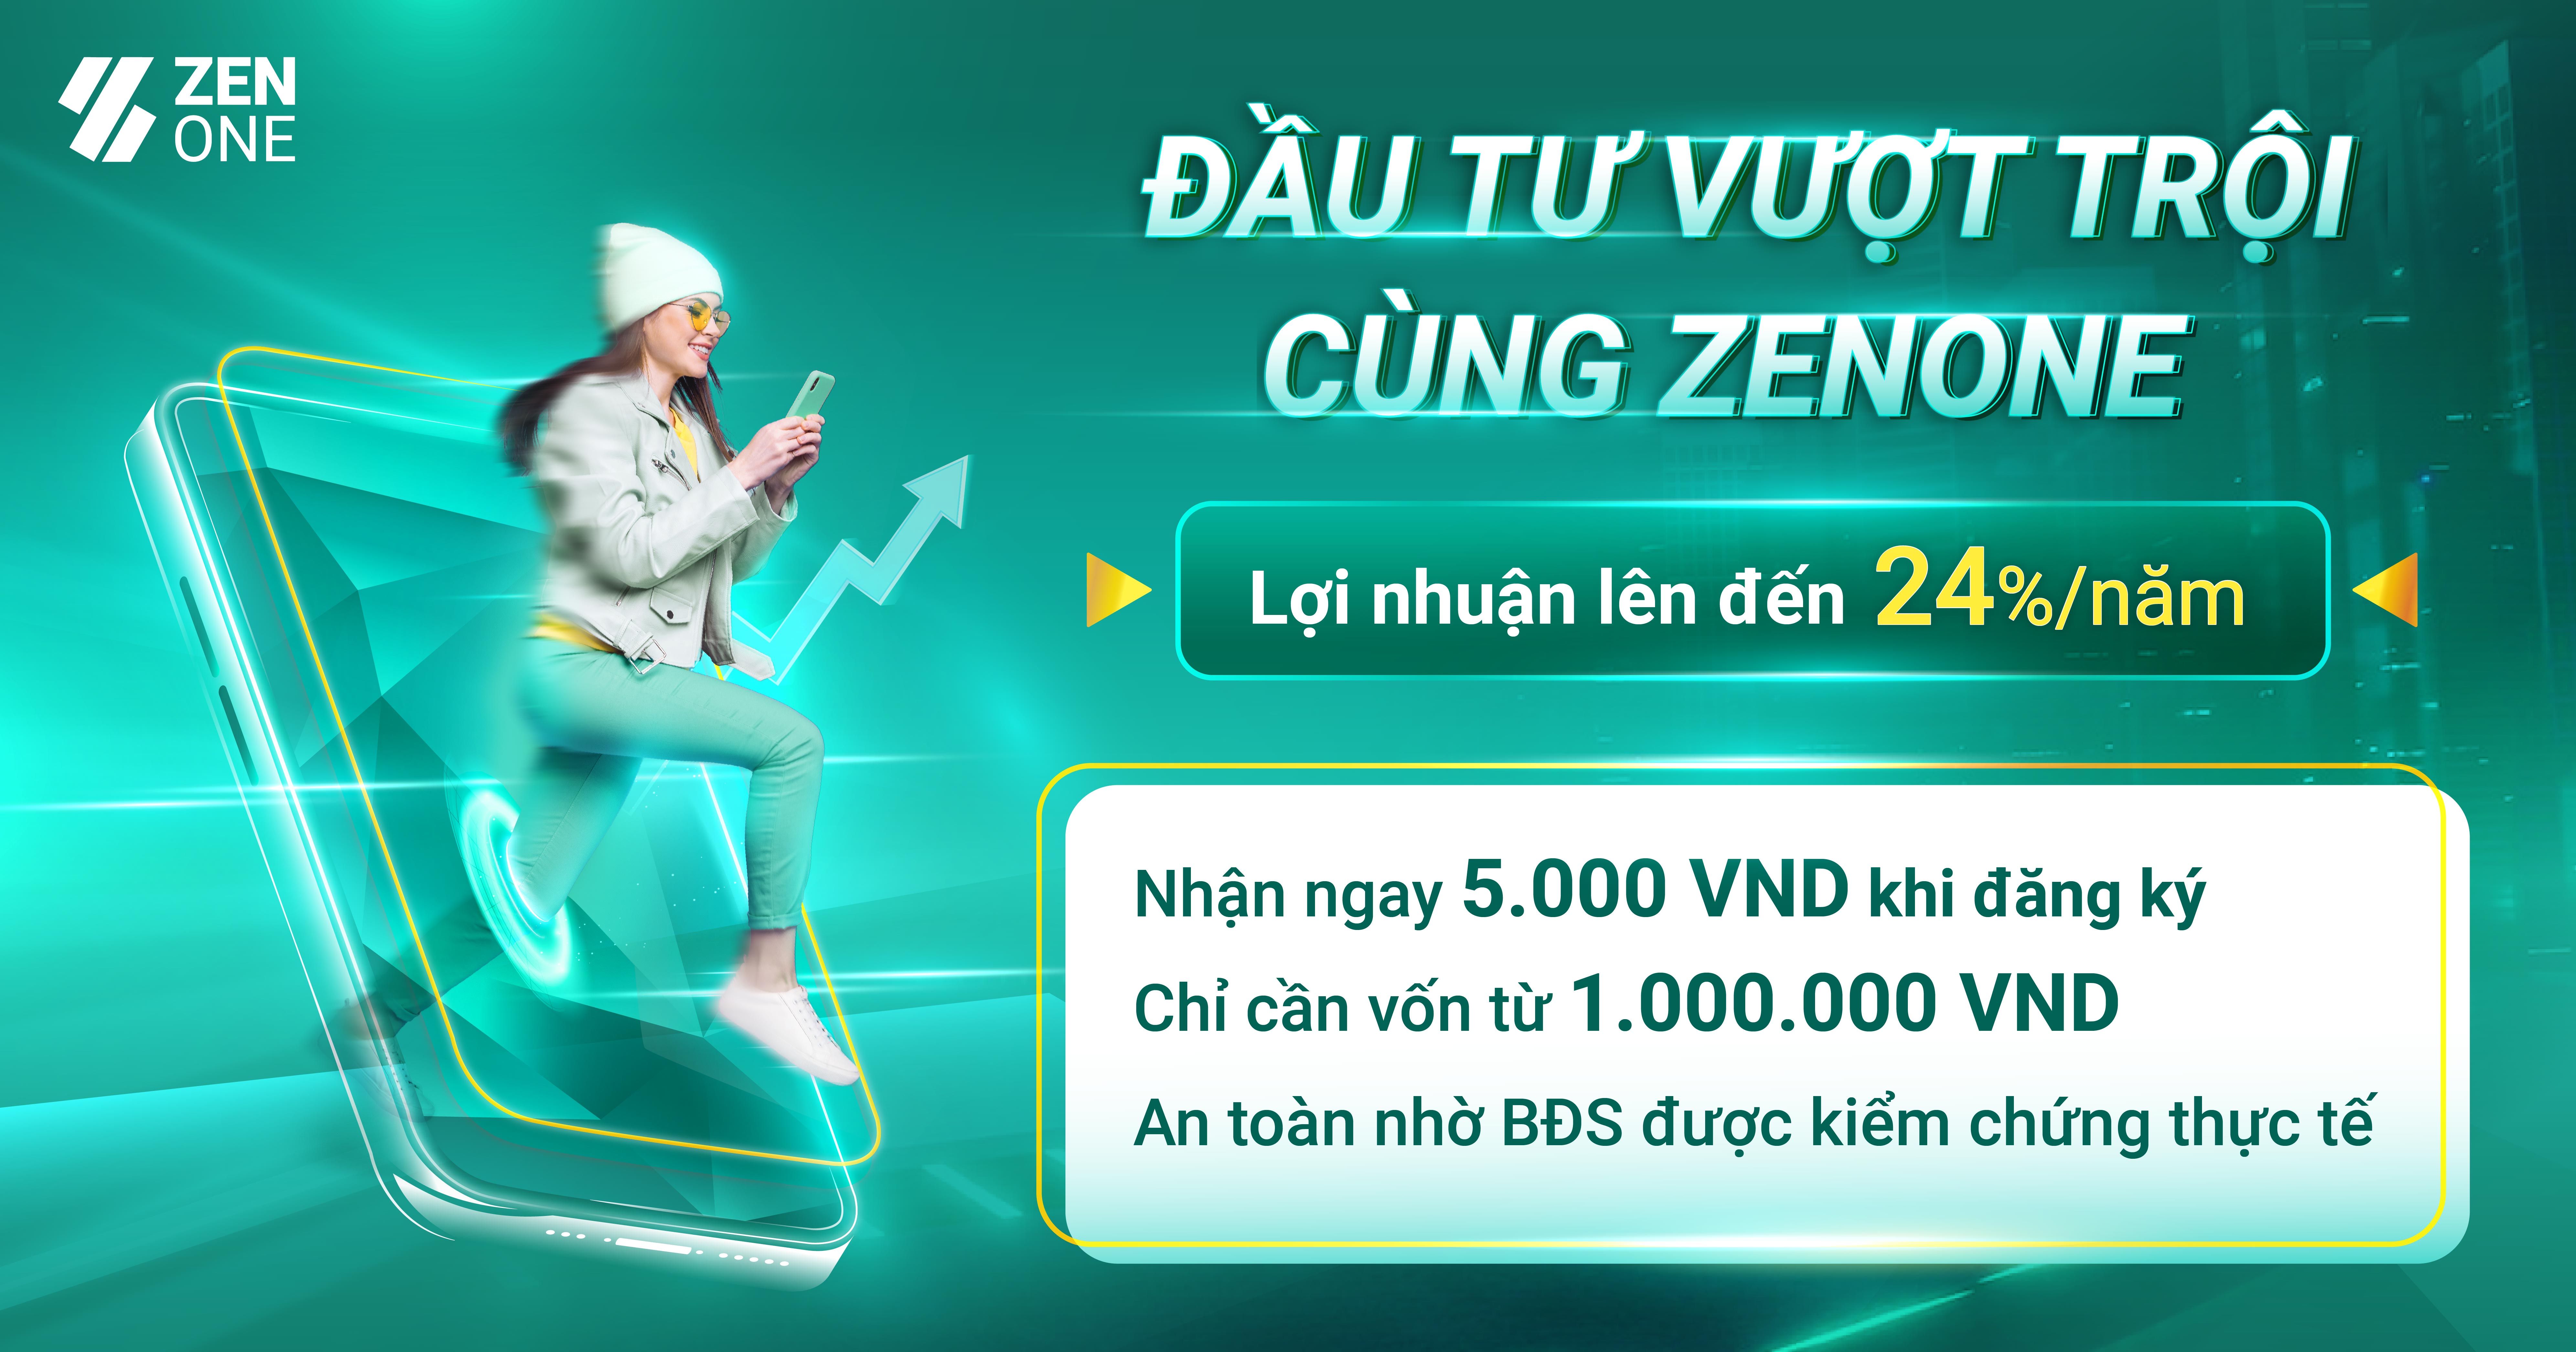 ZEN
ONE
ĐẦU TƯ VƯỢT TRỘI
CÙNG ZENONE
Lợi nhuận lên đến 24%/năm
Nhận ngay 5.000 VND khi đăng ký
Chỉ cần vốn từ 1.000.000 VND
An toàn nhờ BĐS được kiểm chứng thực tế